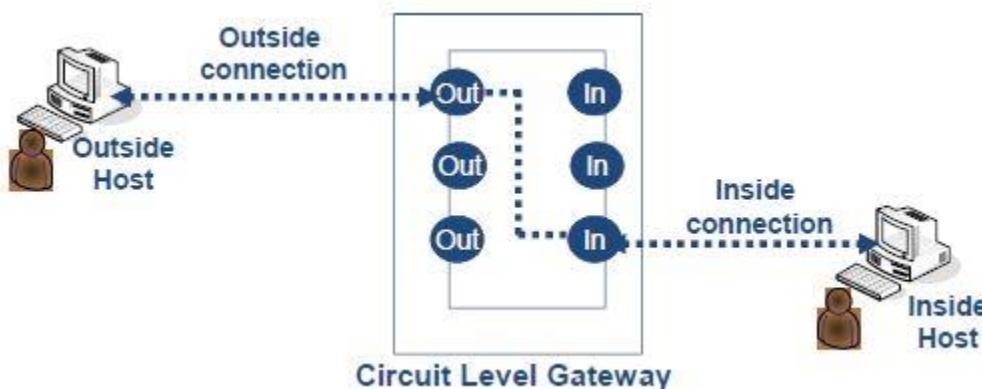 Outside
connection
Out
In
Outside
Host
Out
In
Inside
connection
Out
In
Inside
Host
Circuit Level Gateway